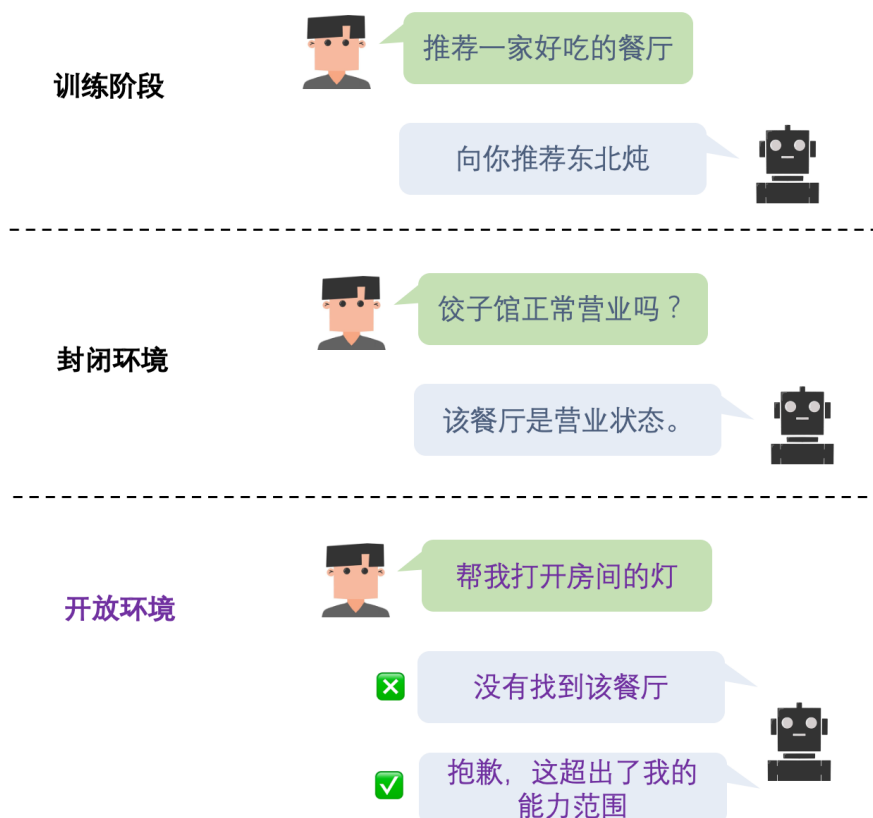 训练阶段
推荐一家好吃的餐厅
向你推荐东北炖
封闭环境
饺子馆正常营业吗？
该餐厅是营业状态。
开放环境
帮我打开房间的灯
没有找到该餐厅
抱歉，这超出了我的
能力范围